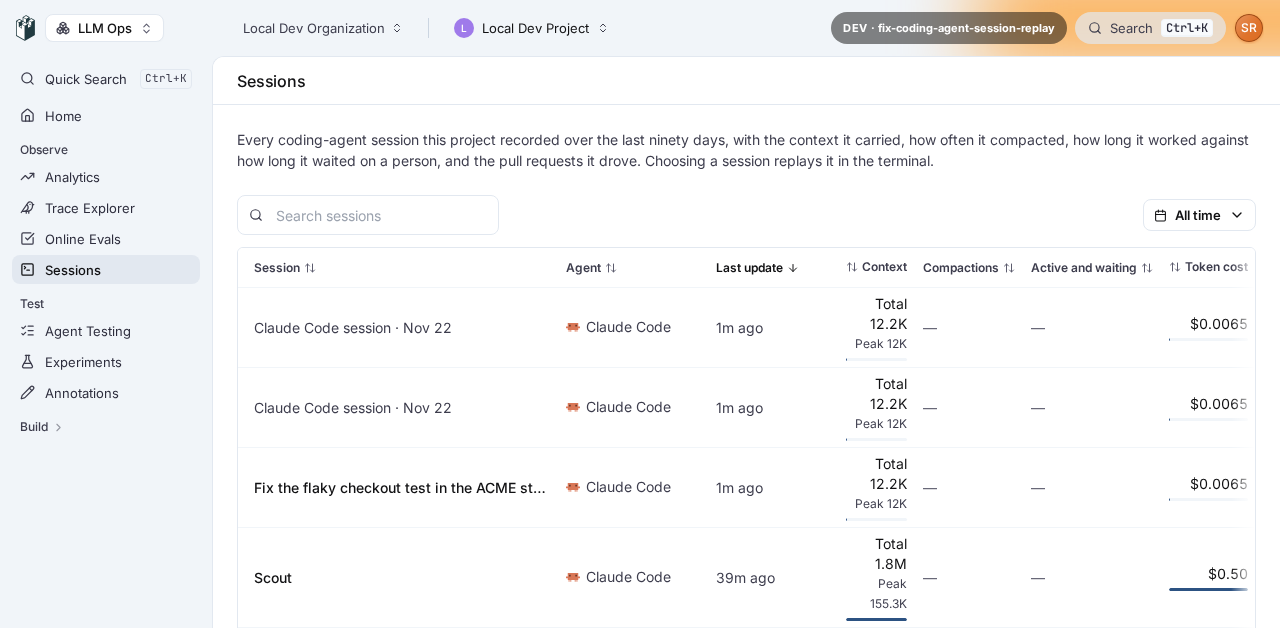 LLM Ops
Local Dev Organization
L
Local Dev Project
DEV · fix-coding-agent-session-replay
Search Ctrl+K
SR
Quick Search Ctrl+K
Home
Observe
Analytics
Trace Explorer
Online Evals
Sessions
Test
Agent Testing
Experiments
Annotations
Build
Sessions
Every coding-agent session this project recorded over the last ninety days, with the context it carried, how often it compacted, how long it worked against
how long it waited on a person, and the pull requests it drove. Choosing a session replays it in the terminal.
Search sessions
All time
Session Agent Last update Context Compactions Active and waiting Token cost
Claude Code session · Nov 22 Claude Code 1m ago Total 12.2K Peak 12K — — $0.0065
Claude Code session · Nov 22 Claude Code 1m ago Total 12.2K Peak 12K — — $0.0065
Fix the flaky checkout test in the ACME st... Claude Code 1m ago Total 12.2K Peak 12K — — $0.0065
Scout Claude Code 39m ago Total 1.8M Peak 155.3K — — $0.50